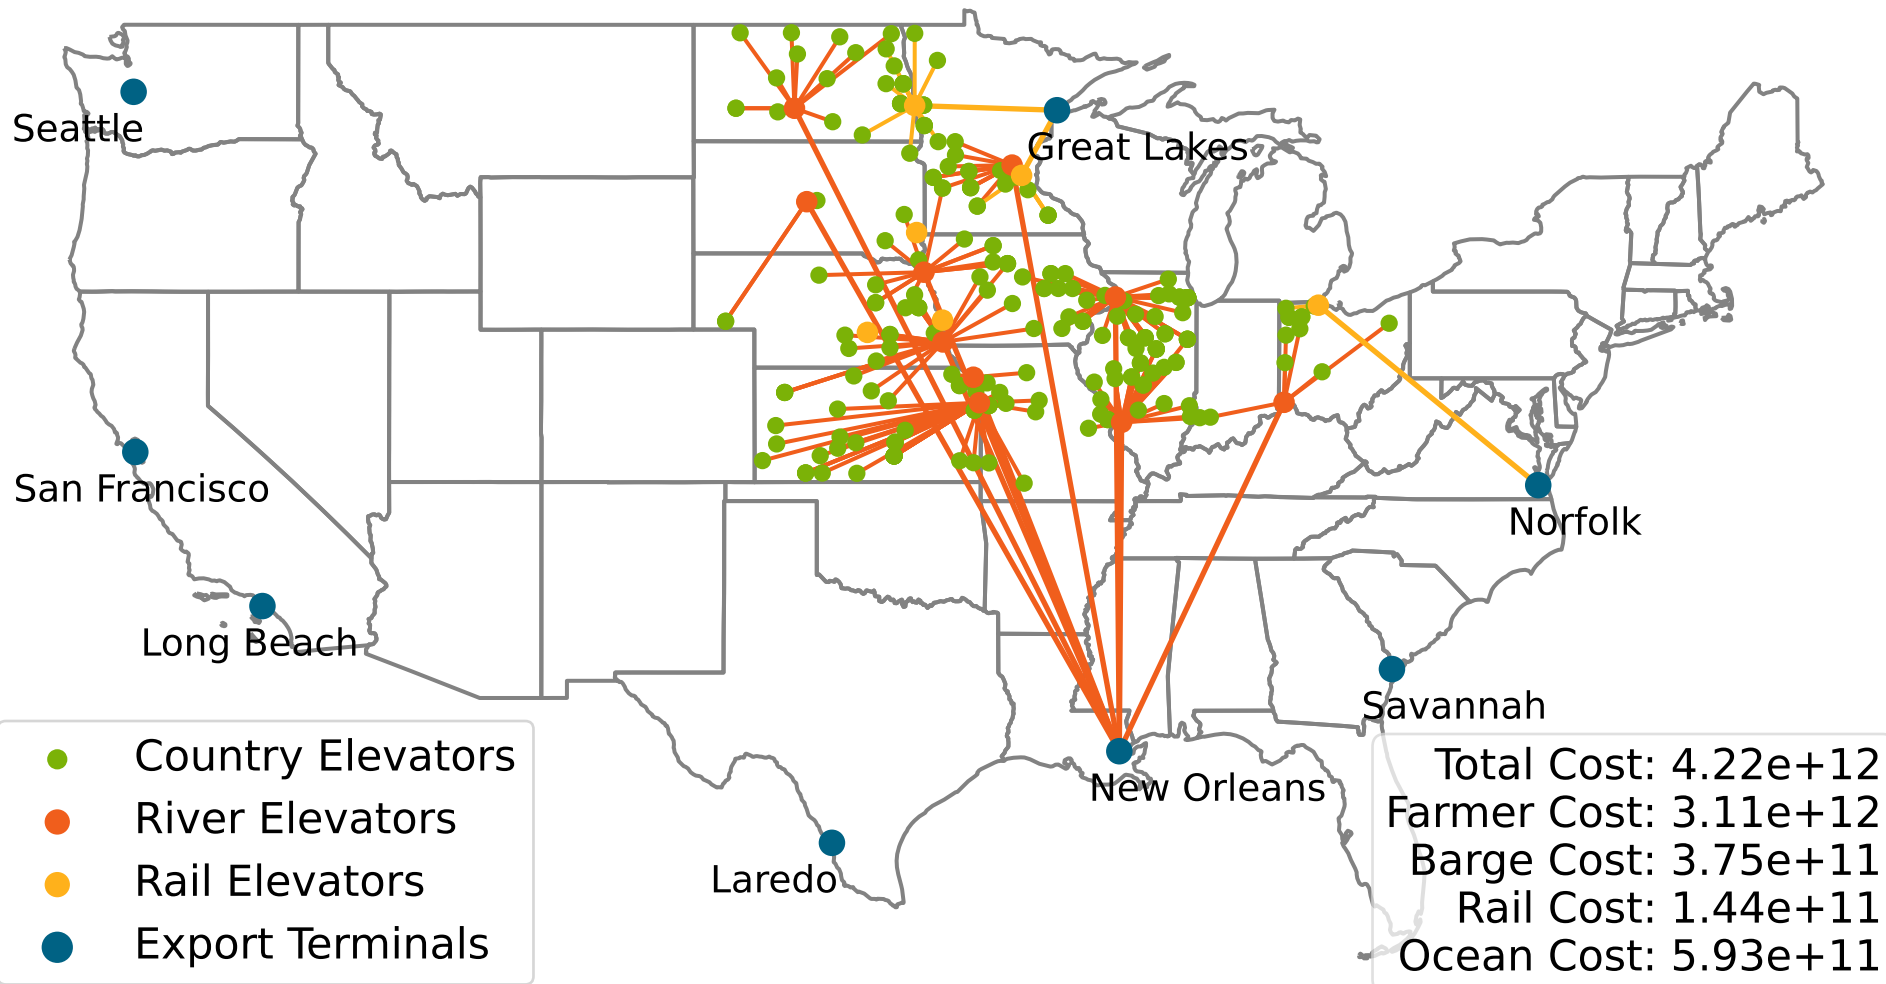 Seattle
Great Lakes
San Francisco
Norfolk
Long Beach
Savannah
New Orleans
Laredo
Country Elevators
River Elevators
Rail Elevators
Export Terminals
Total Cost: 4.22e+12
Farmer Cost: 3.11e+12
Barge Cost: 3.75e+11
Rail Cost: 1.44e+11
Ocean Cost: 5.93e+11